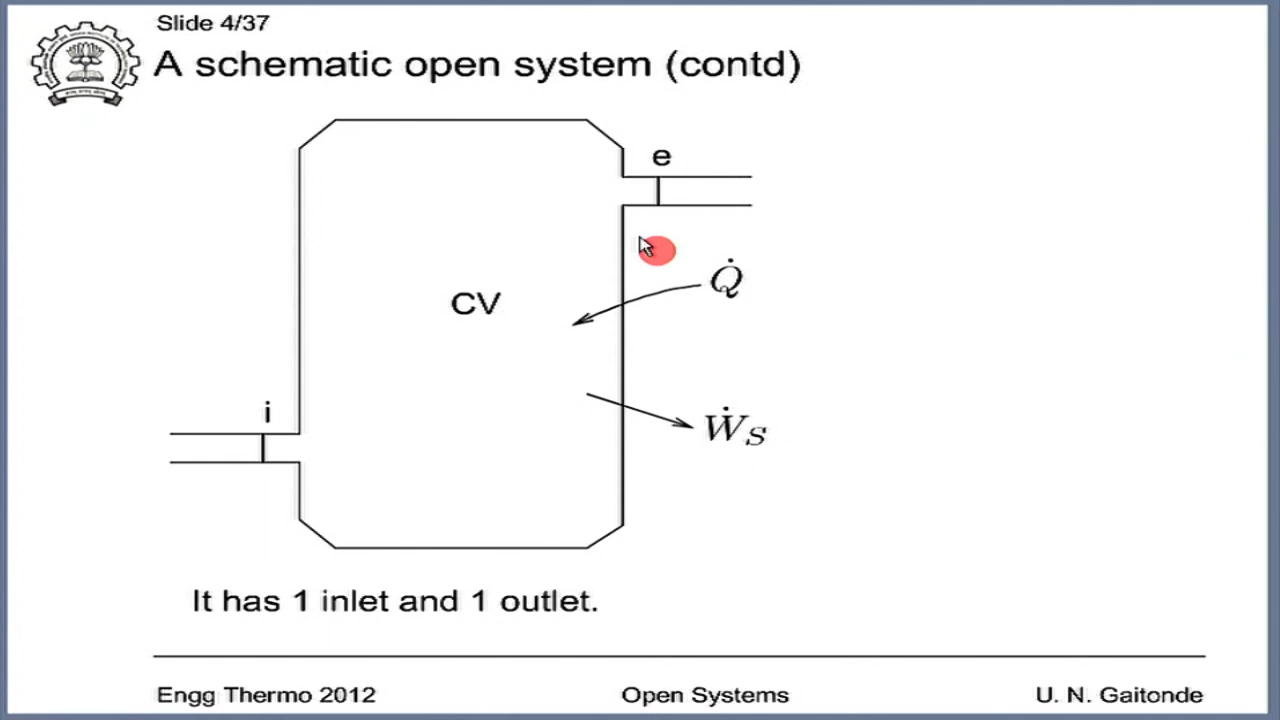 Slide 4/37
A schematic open system (contd)
e
Q̇
CV
i
Ẇ_S
It has 1 inlet and 1 outlet.
Engg Thermo 2012 Open Systems U. N. Gaitonde